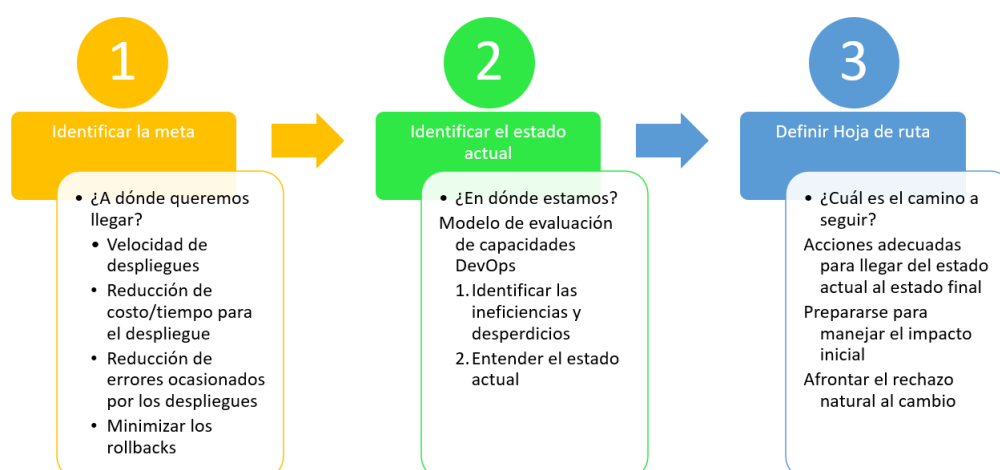 1
Identificar la meta
• ¿A dónde queremos
llegar?
• Velocidad de
despliegues
• Reducción de
costo/tiempo para
el despliegue
• Reducción de
errores ocasionados
por los despliegues
• Minimizar los
rollbacks
2
Identificar el estado
actual
• ¿En dónde estamos?
Modelo de evaluación
de capacidades
DevOps
1. Identificar las
ineficiencias y
desperdicios
2. Entender el estado
actual
3
Definir Hoja de ruta
• ¿Cuál es el camino a
seguir?
Acciones adecuadas
para llegar del estado
actual al estado final
Prepararse para
manejar el impacto
inicial
Afrontar el rechazo
natural al cambio